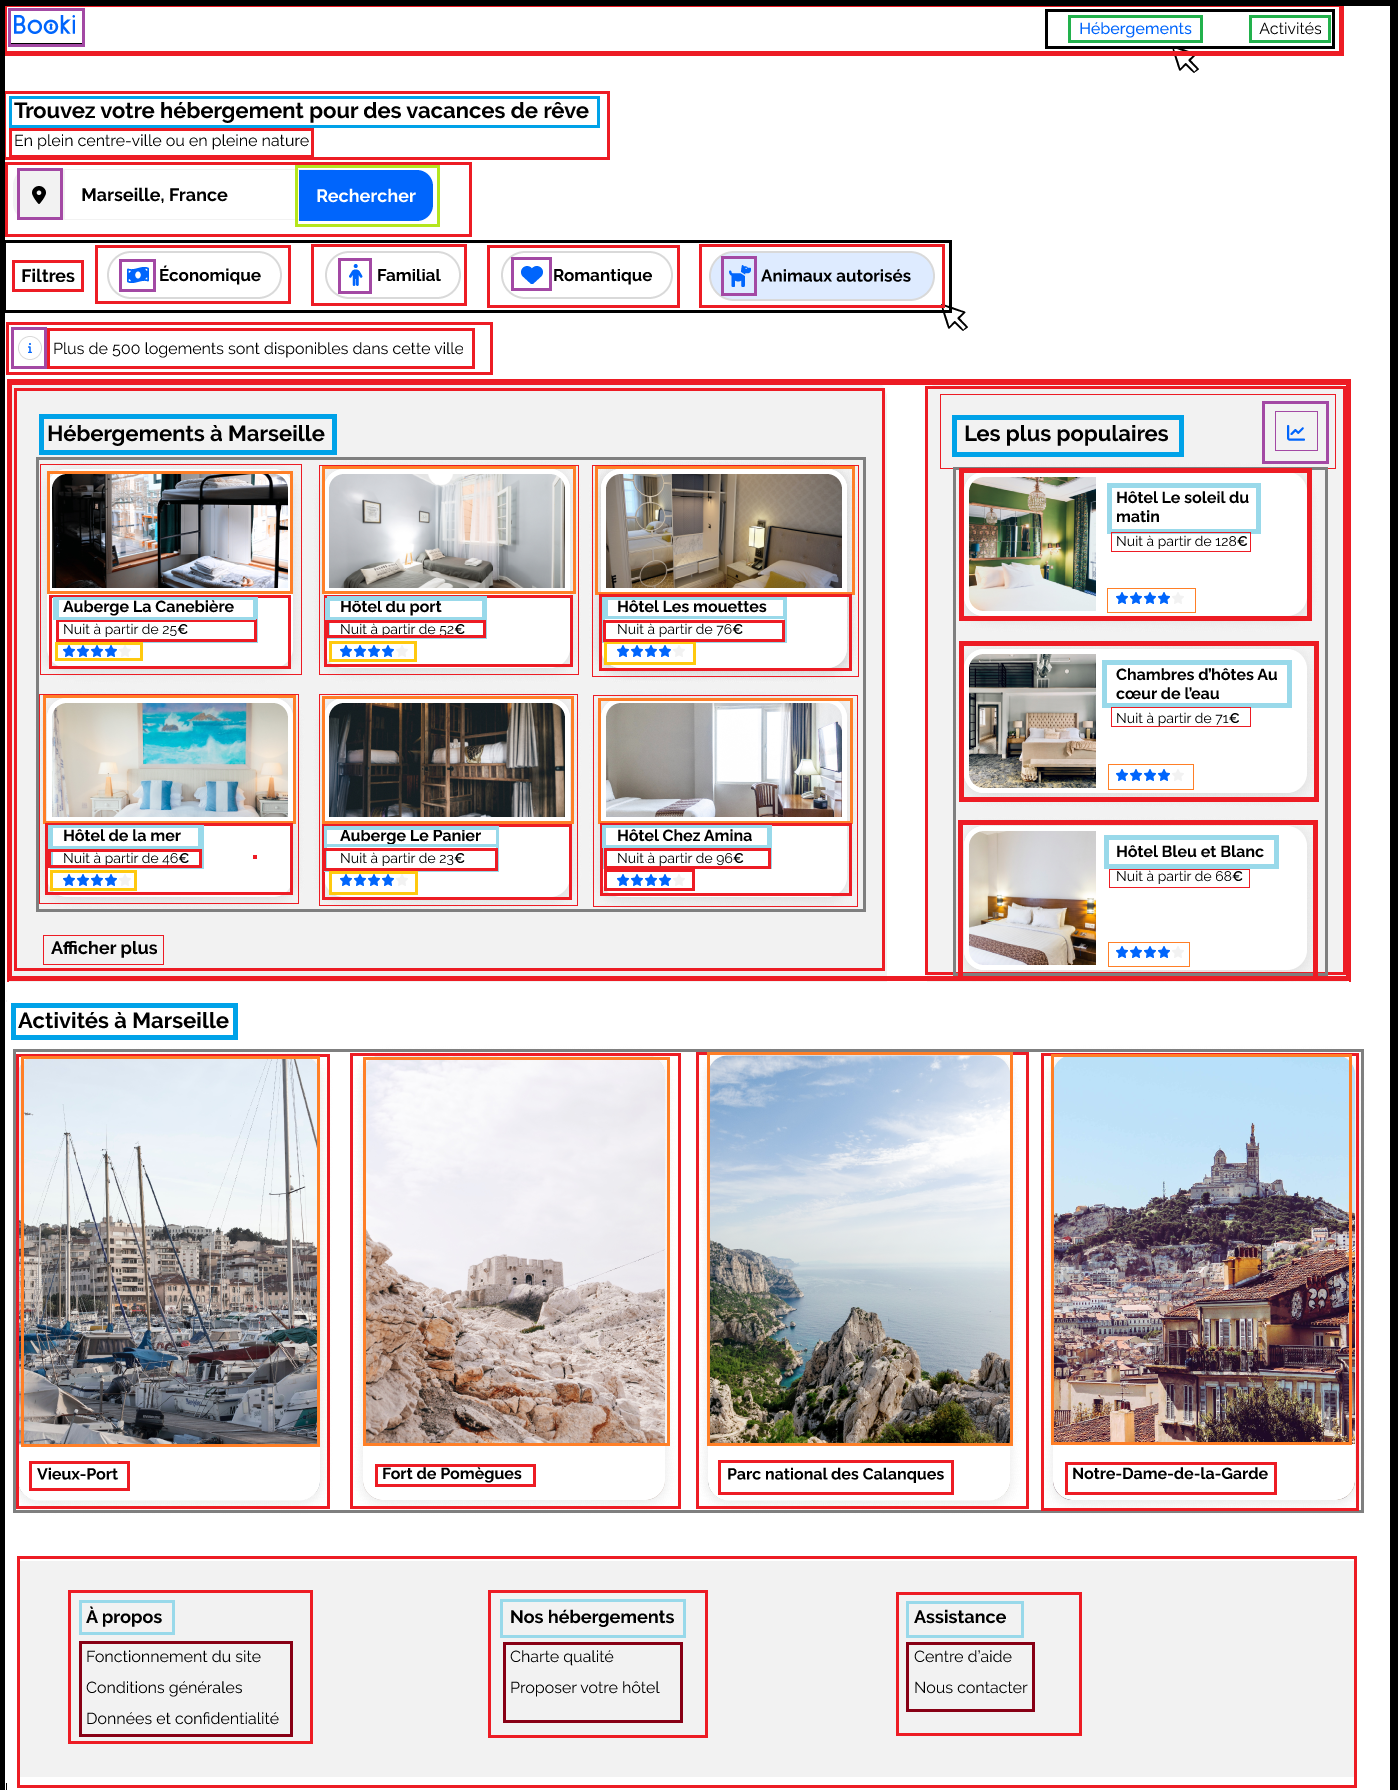 Booki
Hébergements
Activités
Trouvez votre hébergement pour des vacances de rêve
En plein centre-ville ou en pleine nature
Marseille, France
Rechercher
Filtres
Économique
Familial
Romantique
Animaux autorisés
i
Plus de 500 logements sont disponibles dans cette ville
Hébergements à Marseille
Auberge La Canebière
Nuit à partir de 25€
Hôtel du port
Nuit à partir de 52€
Hôtel Les mouettes
Nuit à partir de 76€
Hôtel de la mer
Nuit à partir de 46€
Auberge Le Panier
Nuit à partir de 23€
Hôtel Chez Amina
Nuit à partir de 96€
Afficher plus
Les plus populaires
Hôtel Le soleil du
matin
Nuit à partir de 128€
Chambres d'hôtes Au
cœur de l'eau
Nuit à partir de 71€
Hôtel Bleu et Blanc
Nuit à partir de 68€
Activités à Marseille
Vieux-Port
Fort de Pomègues
Parc national des Calanques
Notre-Dame-de-la-Garde
À propos
Fonctionnement du site
Conditions générales
Données et confidentialité
Nos hébergements
Charte qualité
Proposer votre hôtel
Assistance
Centre d'aide
Nous contacter